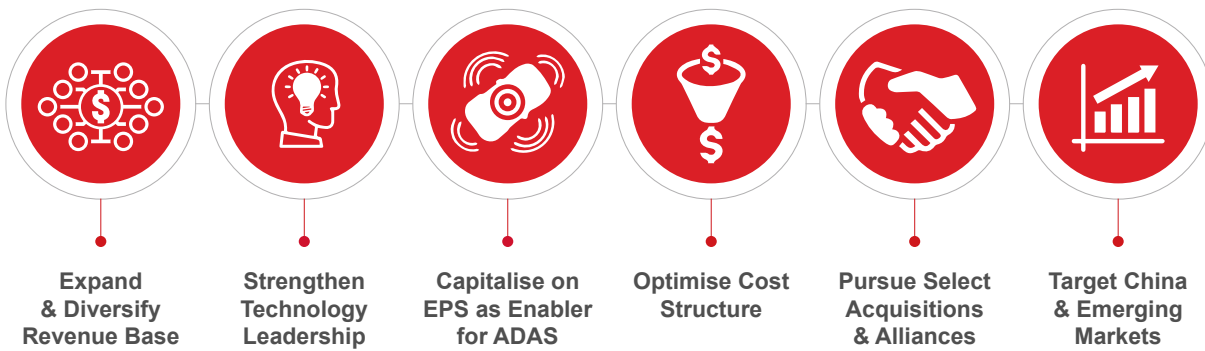 Expand
& Diversify
Revenue Base
Strengthen
Technology
Leadership
Capitalise on
EPS as Enabler
for ADAS
Optimise Cost
Structure
Pursue Select
Acquisitions
& Alliances
Target China
& Emerging
Markets